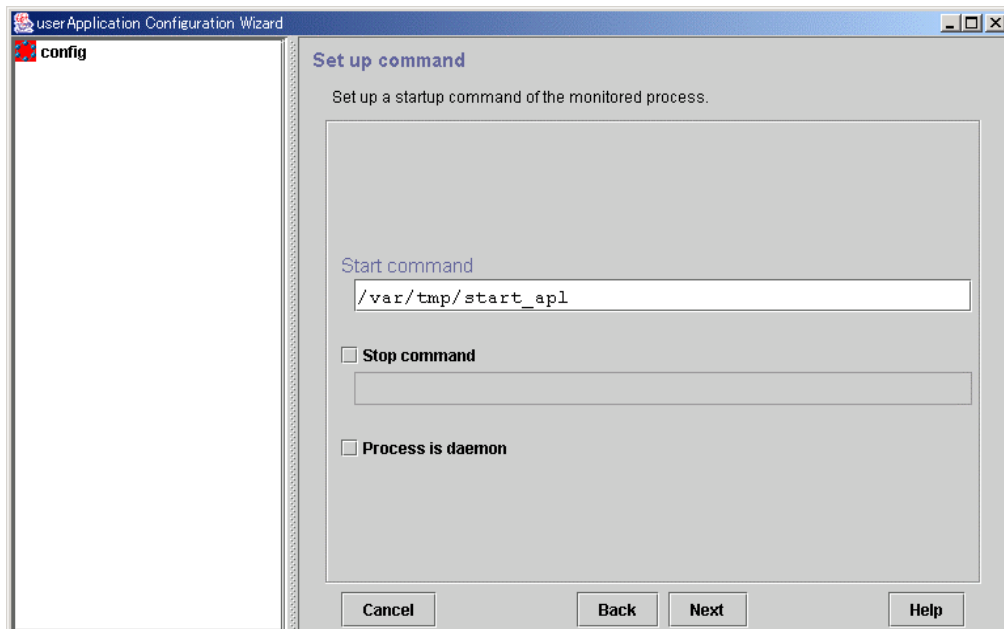 userApplication Configuration Wizard
config
Set up command
Set up a startup command of the monitored process.
Start command
/var/tmp/start_apl
Stop command
Process is daemon
Cancel Back Next Help